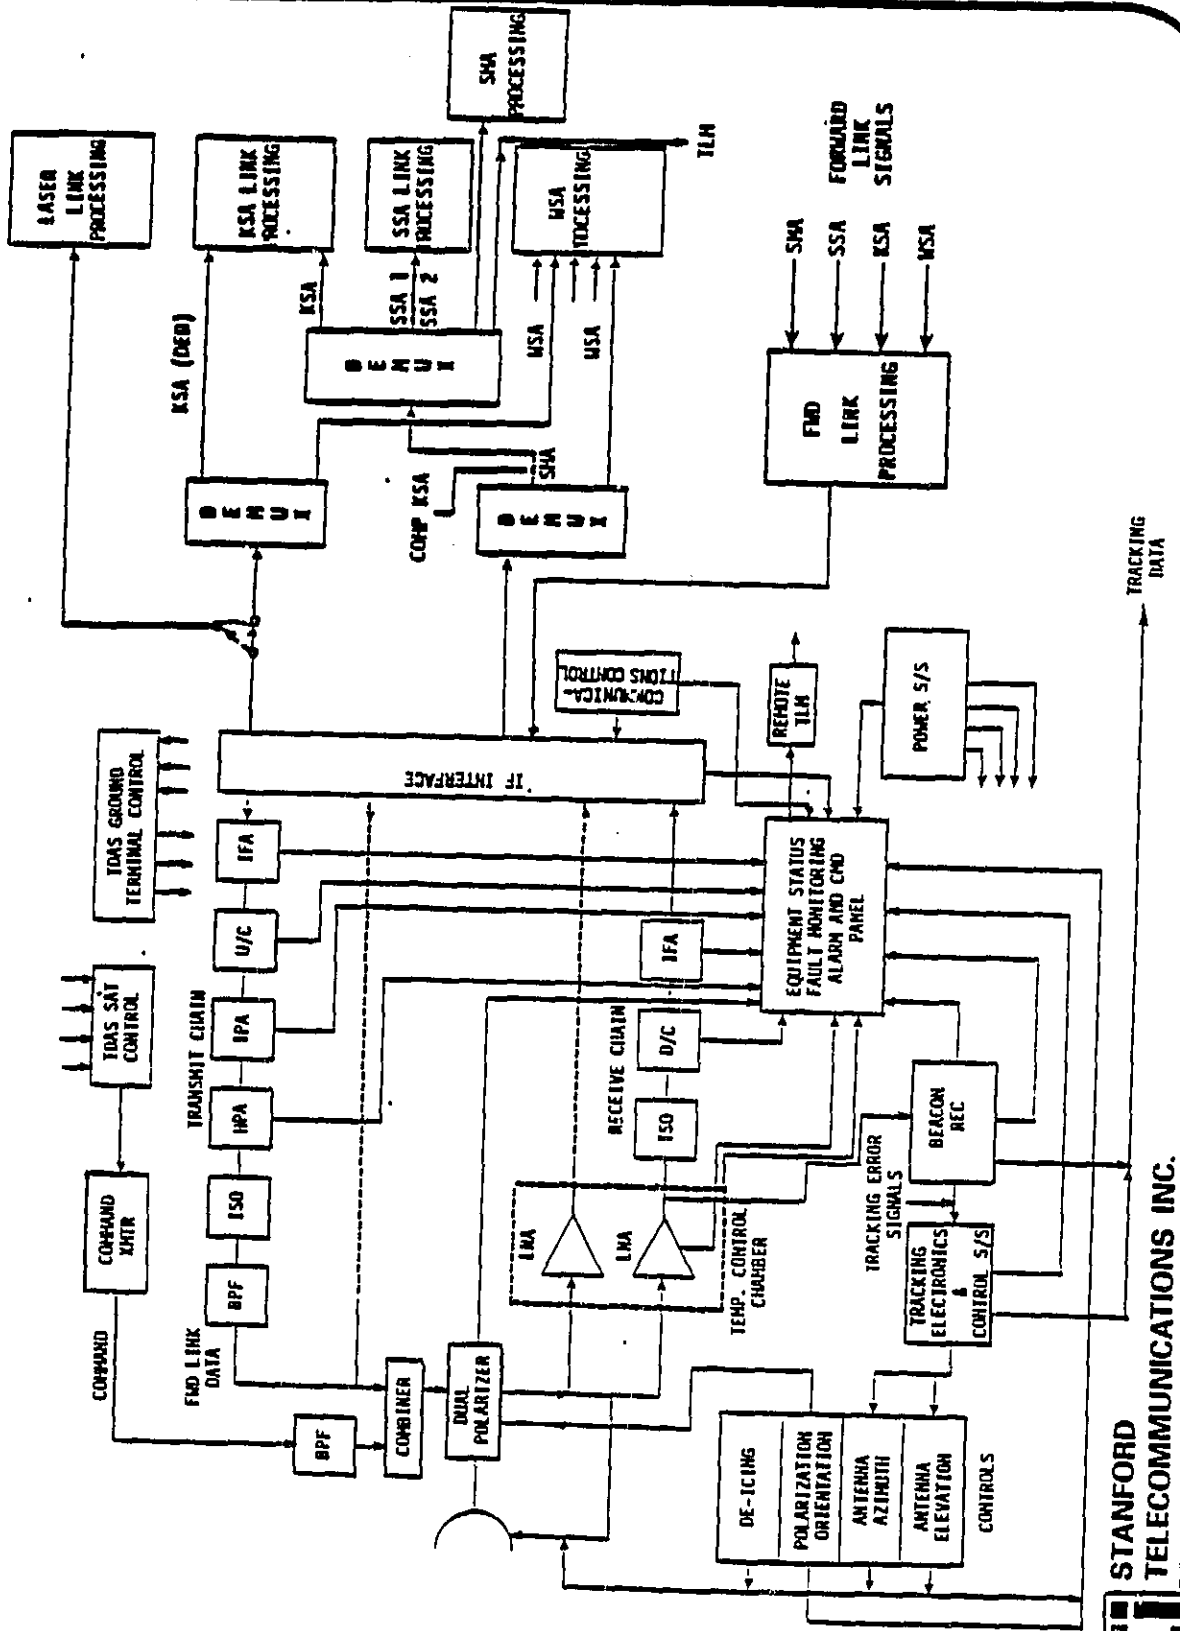 LASER
LINK
PROCESSING
KSA LINK
PROCESSING
SSA LINK
PROCESSING
SMA
PROCESSING
WSA
TLM
KSA (DED)
KSA
SSA 1
SSA 2
WSA
WSA
DEMUX
DEMUX
DEMUX
COMP KSA
SMA
SMA
SSA
KSA
WSA
FORWARD
LINK
SIGNALS
FWD
LINK
PROCESSING
TDAS GROUND
TERMINAL CONTROL
TDAS SAT
CONTROL
COMMAND
XMTR
COMMAND
TRANSMIT CHAIN
IFA
U/C
IPA
HPA
ISO
BPF
FWD LINK
DATA
BPF
COMBINER
DUAL
POLARIZER
IF INTERFACE
COMMUNICA-
TIONS CONTROL
REMOTE
TLM
POWER S/S
TRACKING
DATA
RECEIVE CHAIN
IFA
D/C
ISO
LNA
LNA
TEMP. CONTROL
CHAMBER
EQUIPMENT STATUS
FAULT MONITORING
ALARM AND CMD
PANEL
BEACON
REC
TRACKING ERROR
SIGNALS
TRACKING
ELECTRONICS
&
CONTROL S/S
DE-ICING
POLARIZATION
ORIENTATION
ANTENNA
AZIMUTH
ANTENNA
ELEVATION
CONTROLS
STANFORD
TELECOMMUNICATIONS INC.